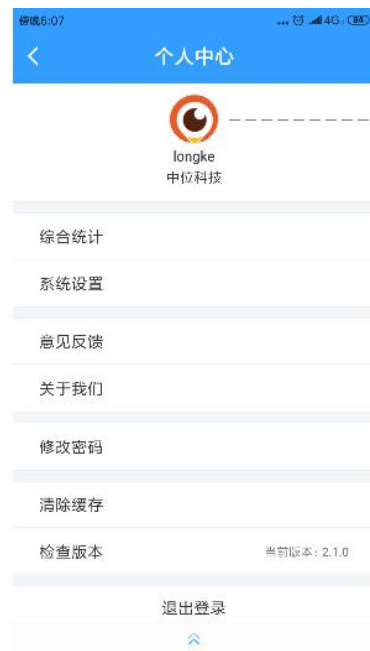 傍晚6:07 ... 4G 84
个人中心
longke
中位科技
综合统计
系统设置
意见反馈
关于我们
修改密码
清除缓存
检查版本 当前版本：2.1.0
退出登录